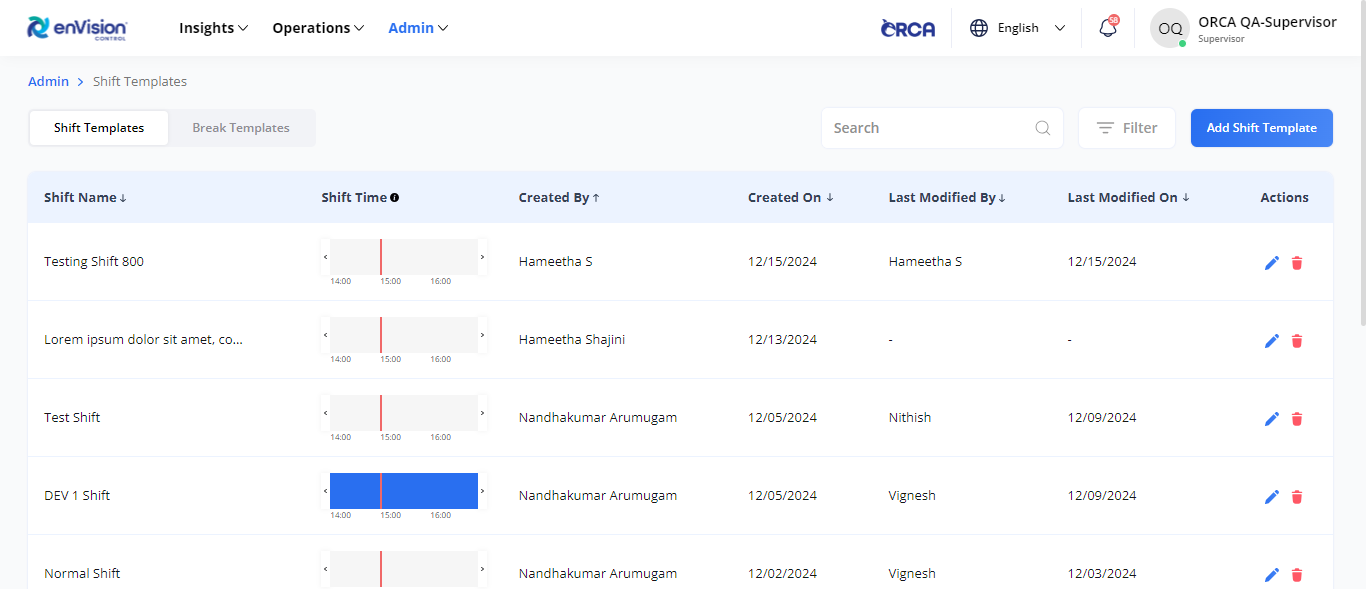 enVision CONTROL Insights Operations Admin ORCA English 58 OQ ORCA QA-Supervisor
Supervisor
Admin > Shift Templates
Shift Templates Break Templates Search Filter Add Shift Template
Shift Name ↓ Shift Time Created By ↑ Created On ↓ Last Modified By ↓ Last Modified On ↓ Actions
Testing Shift 800 ‹ › Hameetha S 12/15/2024 Hameetha S 12/15/2024
14:00 15:00 16:00
Lorem ipsum dolor sit amet, co... ‹ › Hameetha Shajini 12/13/2024 - -
14:00 15:00 16:00
Test Shift ‹ › Nandhakumar Arumugam 12/05/2024 Nithish 12/09/2024
14:00 15:00 16:00
DEV 1 Shift ‹ › Nandhakumar Arumugam 12/05/2024 Vignesh 12/09/2024
14:00 15:00 16:00
Normal Shift ‹ › Nandhakumar Arumugam 12/02/2024 Vignesh 12/03/2024